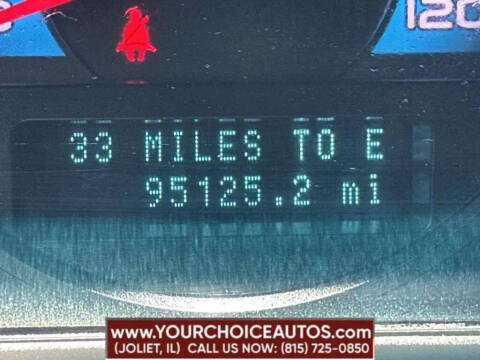 120
33 MILES TO E
95125.2 mi
www.YOURCHOICEAUTOS.com
(JOLIET, IL) CALL US NOW: (815) 725-0850